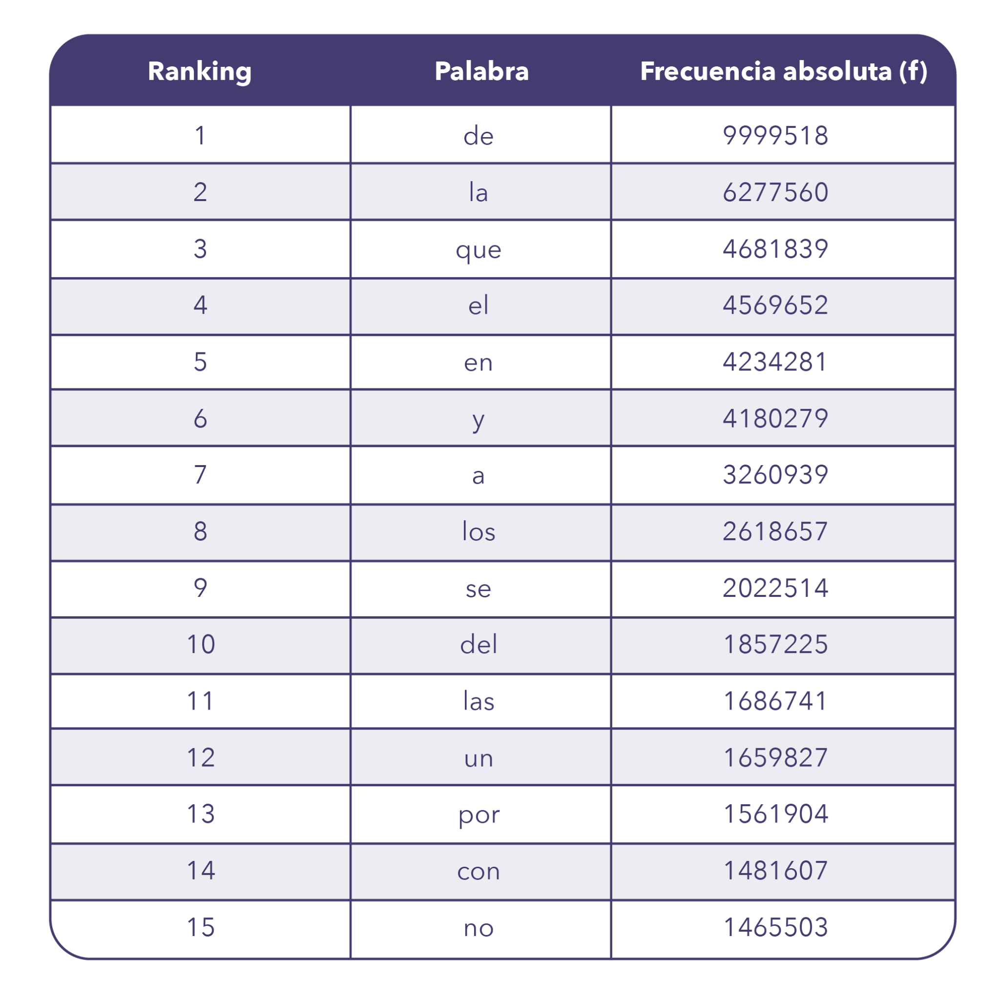 Ranking Palabra Frecuencia absoluta (f)
1 de 9999518
2 la 6277560
3 que 4681839
4 el 4569652
5 en 4234281
6 y 4180279
7 a 3260939
8 los 2618657
9 se 2022514
10 del 1857225
11 las 1686741
12 un 1659827
13 por 1561904
14 con 1481607
15 no 1465503